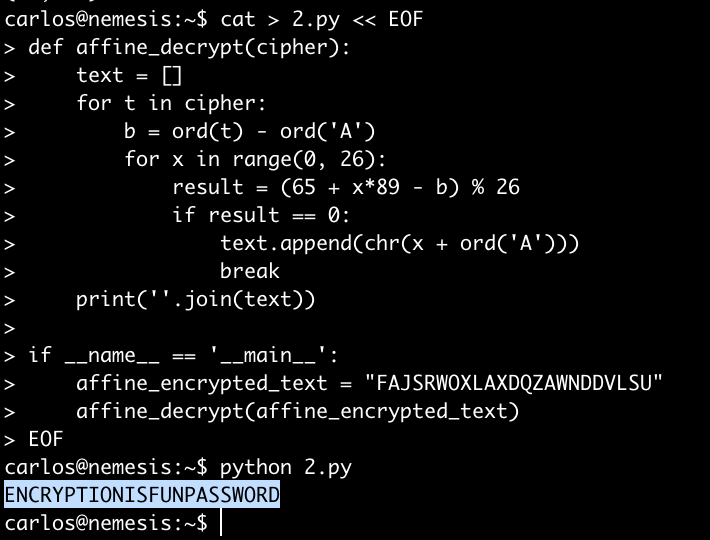 carlos@nemesis:~$ cat > 2.py << EOF
> def affine_decrypt(cipher):
>     text = []
>     for t in cipher:
>         b = ord(t) - ord('A')
>         for x in range(0, 26):
>             result = (65 + x*89 - b) % 26
>             if result == 0:
>                 text.append(chr(x + ord('A')))
>                 break
>     print(''.join(text))
>
> if __name__ == '__main__':
>     affine_encrypted_text = "FAJSRWOXLAXDQZAWNDDVLSU"
>     affine_decrypt(affine_encrypted_text)
> EOF
carlos@nemesis:~$ python 2.py
ENCRYPTIONISFUNPASSWORD
carlos@nemesis:~$